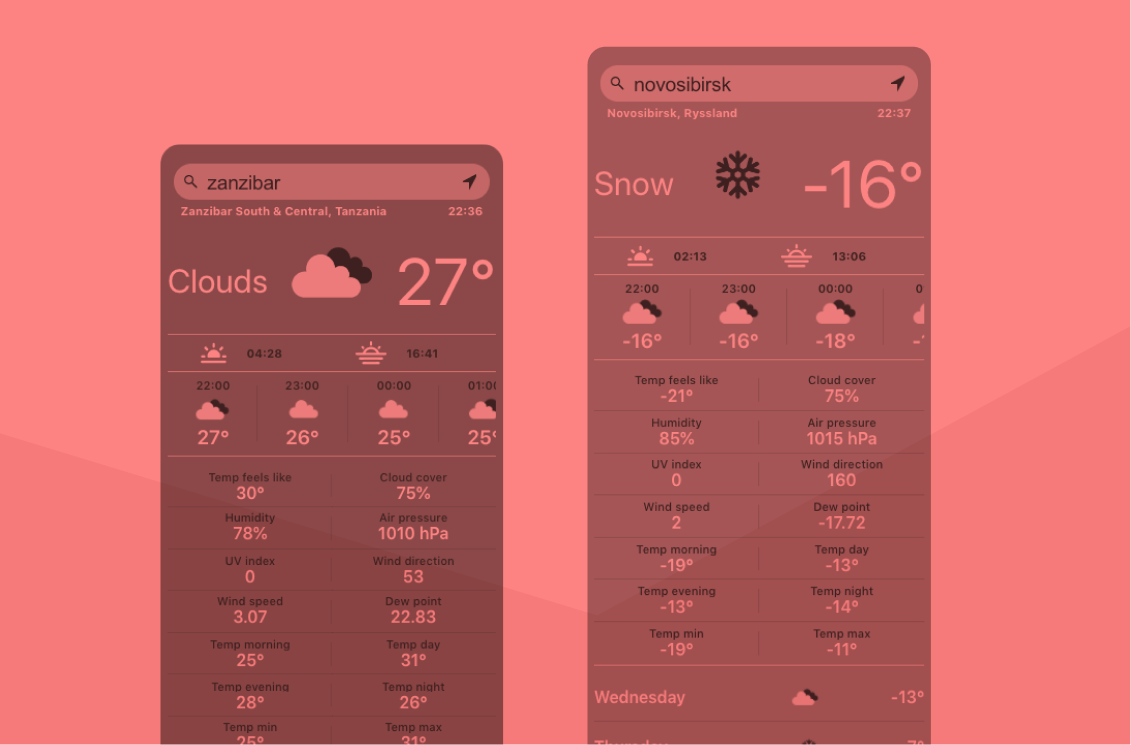 zanzibar
Zanzibar South & Central, Tanzania 22:36
Clouds 27°
04:28 16:41
22:00 23:00 00:00 01:00
27° 26° 25° 25°
Temp feels like Cloud cover
30° 75%
Humidity Air pressure
78% 1010 hPa
UV index Wind direction
0 53
Wind speed Dew point
3.07 22.83
Temp morning Temp day
25° 31°
Temp evening Temp night
28° 26°
Temp min Temp max
25° 31°
novosibirsk
Novosibirsk, Ryssland 22:37
Snow -16°
02:13 13:06
22:00 23:00 00:00
-16° -16° -18°
Temp feels like Cloud cover
-21° 75%
Humidity Air pressure
85% 1015 hPa
UV index Wind direction
0 160
Wind speed Dew point
2 -17.72
Temp morning Temp day
-19° -13°
Temp evening Temp night
-13° -14°
Temp min Temp max
-19° -11°
Wednesday -13°
Thursday